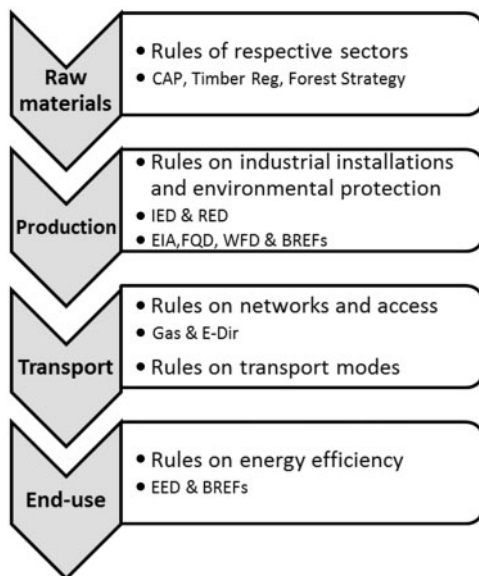 Raw
materials
• Rules of respective sectors
• CAP, Timber Reg, Forest Strategy
Production
• Rules on industrial installations
and environmental protection
• IED & RED
• EIA,FQD, WFD & BREFs
Transport
• Rules on networks and access
• Gas & E-Dir
• Rules on transport modes
End-use
• Rules on energy efficiency
• EED & BREFs